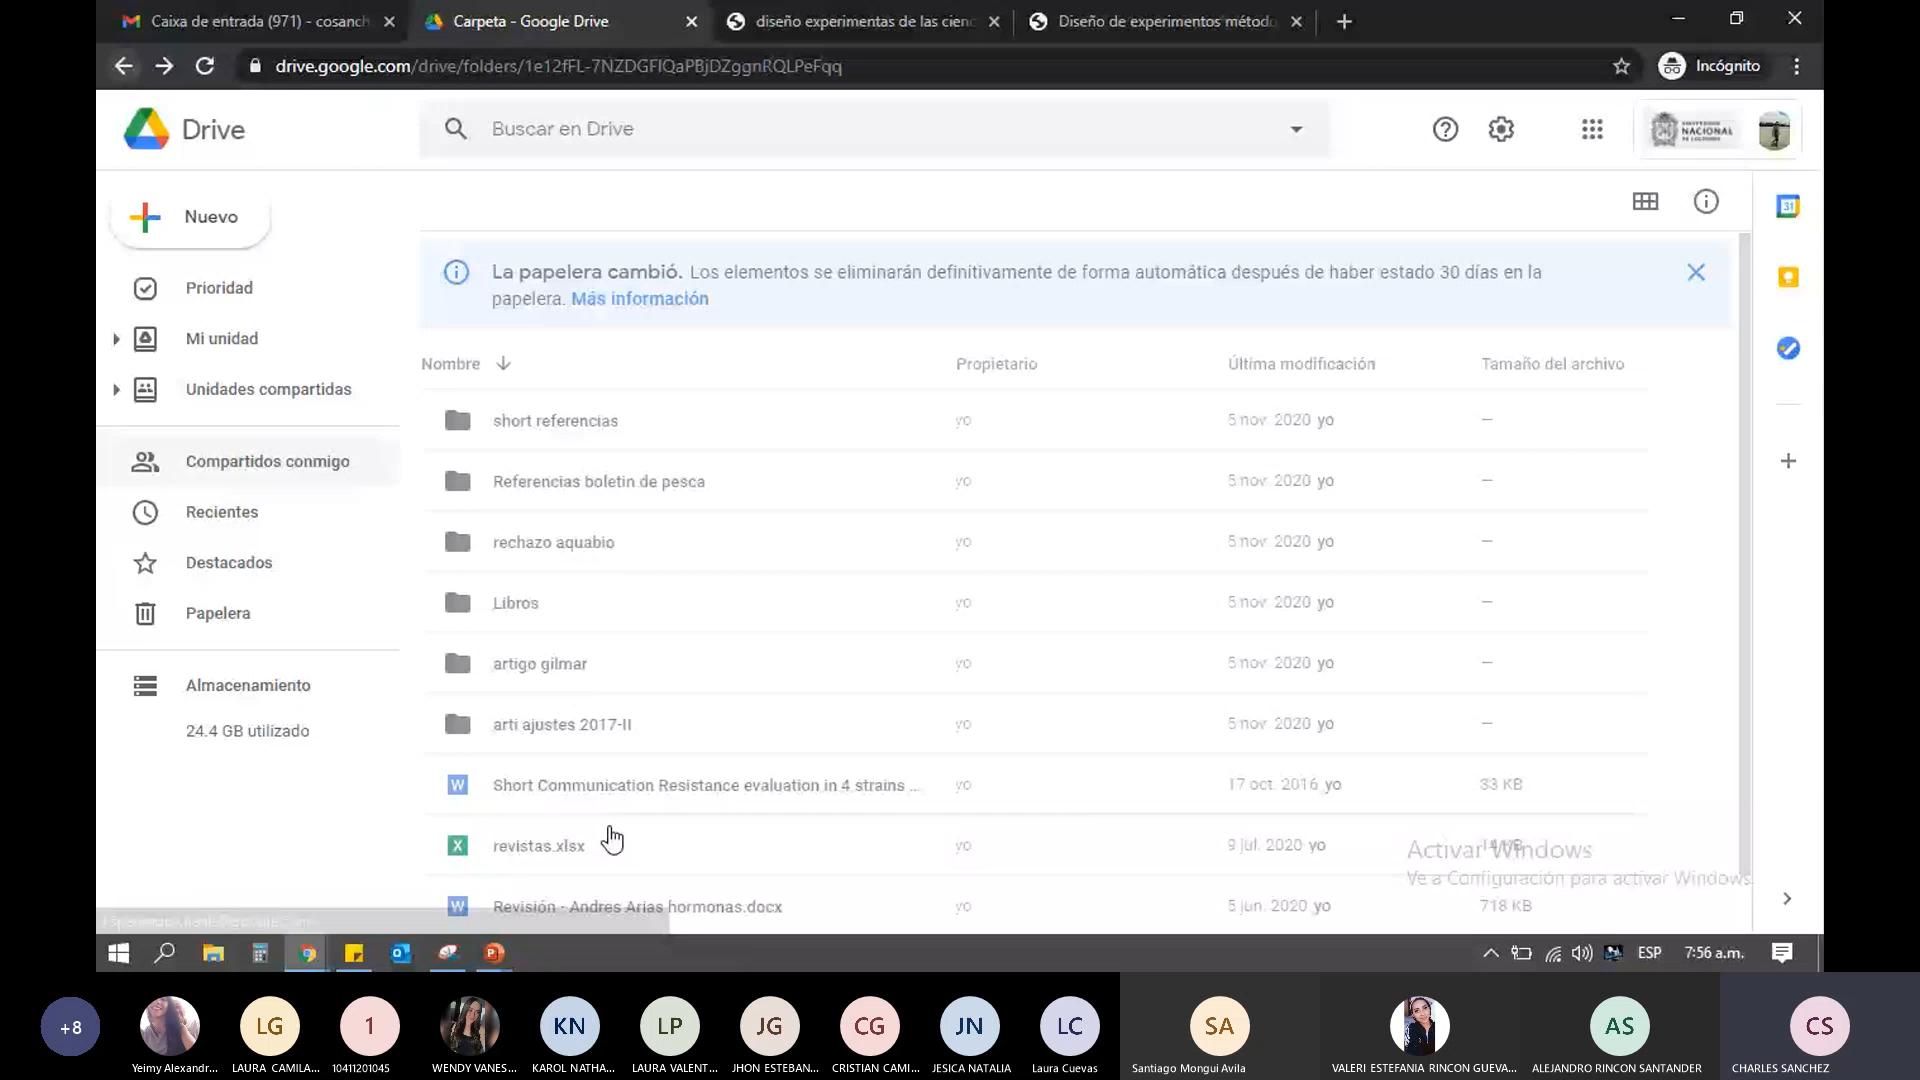 Caixa de entrada (971) - cosanch
Carpeta - Google Drive
diseño experimentas de las cienc
Diseño de experimentos método
drive.google.com/drive/folders/1e12fFL-7NZDGFlQaPBjDZggnRQLPeFqq
Incógnito
Drive
Buscar en Drive
UNIVERSIDAD
NACIONAL
DE COLOMBIA
Nuevo
31
La papelera cambió. Los elementos se eliminarán definitivamente de forma automática después de haber estado 30 días en la
papelera. Más información
Prioridad
Mi unidad
Unidades compartidas
Compartidos conmigo
Recientes
Destacados
Papelera
Almacenamiento
24.4 GB utilizado
Nombre Propietario Última modificación Tamaño del archivo
short referencias yo 5 nov. 2020 yo —
Referencias boletin de pesca yo 5 nov. 2020 yo —
rechazo aquabio yo 5 nov. 2020 yo —
Libros yo 5 nov. 2020 yo —
artigo gilmar yo 5 nov. 2020 yo —
arti ajustes 2017-II yo 5 nov. 2020 yo —
W Short Communication Resistance evaluation in 4 strains ... yo 17 oct. 2016 yo 33 KB
X revistas.xlsx yo 9 jul. 2020 yo 14 KB
W Revisión - Andres Arias hormonas.docx yo 5 jun. 2020 yo 718 KB
Activar Windows
Ve a Configuración para activar Windows.
ESP 7:56 a.m.
+8 LG 1 KN LP JG CG JN LC SA AS CS
Yeimy Alexandr... LAURA CAMILA... 10411201045 WENDY VANES... KAROL NATHA... LAURA VALENT... JHON ESTEBAN... CRISTIAN CAMI... JESICA NATALIA Laura Cuevas Santiago Mongui Avila VALERI ESTEFANIA RINCON GUEVA... ALEJANDRO RINCON SANTANDER CHARLES SANCHEZ